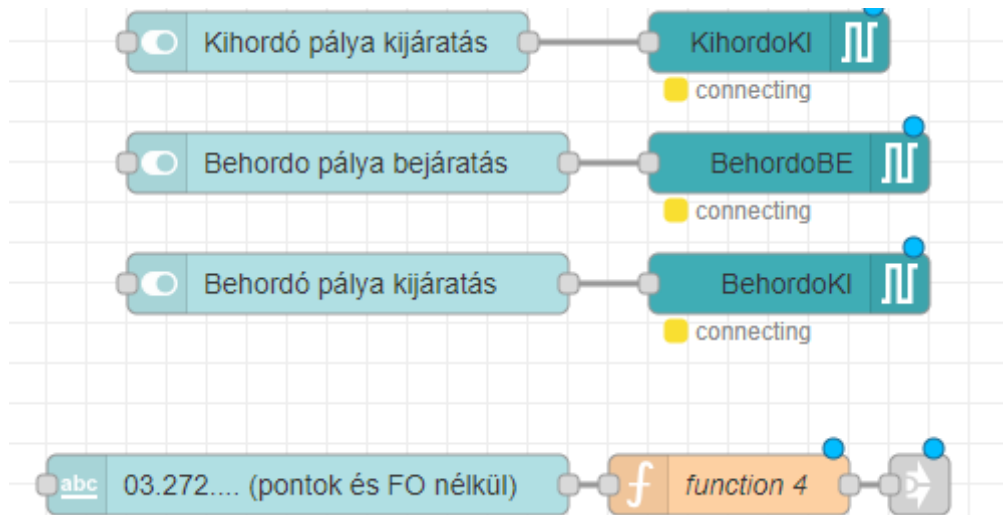 Kihordó pálya kijáratás KihordoKI
connecting
Behordo pálya bejáratás BehordoBE
connecting
Behordó pálya kijáratás BehordoKI
connecting
abc 03.272.... (pontok és FO nélkül) f function 4